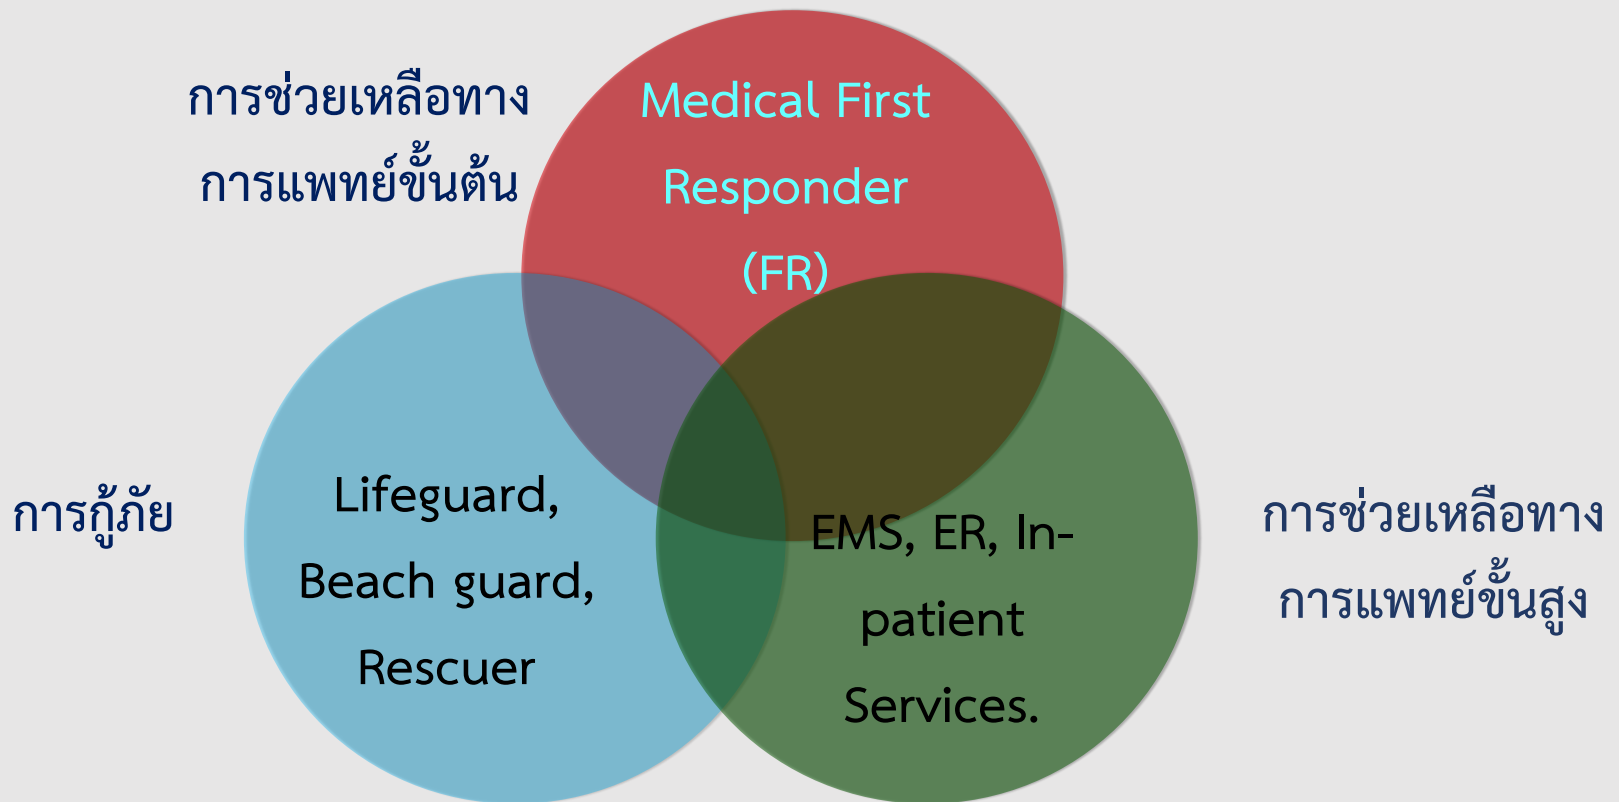 การช่วยเหลือทาง
การแพทย์ขั้นต้น
Medical First
Responder
(FR)
การกู้ภัย
Lifeguard,
Beach guard,
Rescuer
EMS, ER, In-
patient
Services.
การช่วยเหลือทาง
การแพทย์ขั้นสูง